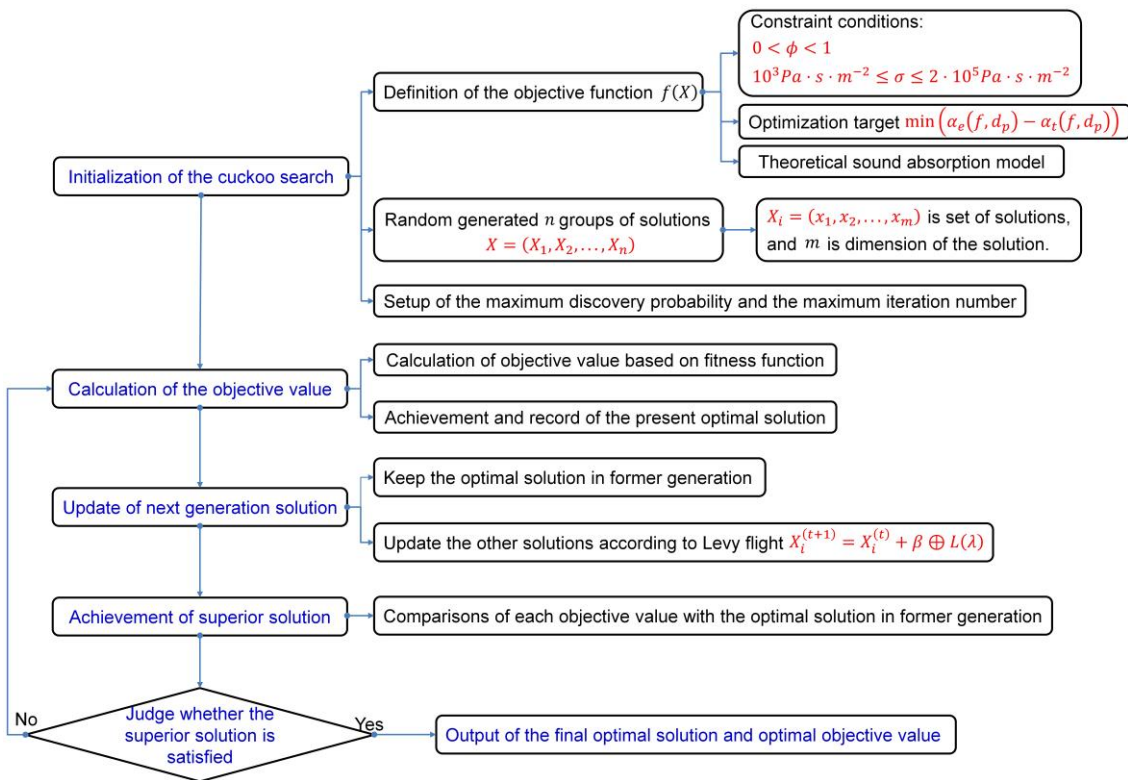 Constraint conditions:
0 < ϕ < 1
10³Pa · s · m⁻² ≤ σ ≤ 2 · 10⁵Pa · s · m⁻²
Definition of the objective function f(X)
Optimization target min(αₑ(f, dₚ) − αₜ(f, dₚ))
Theoretical sound absorption model
Initialization of the cuckoo search
Random generated n groups of solutions
X = (X₁, X₂, ..., Xₙ)
Xᵢ = (x₁, x₂, ..., xₘ) is set of solutions,
and m is dimension of the solution.
Setup of the maximum discovery probability and the maximum iteration number
Calculation of the objective value
Calculation of objective value based on fitness function
Achievement and record of the present optimal solution
Update of next generation solution
Keep the optimal solution in former generation
Update the other solutions according to Levy flight Xᵢ⁽ᵗ⁺¹⁾ = Xᵢ⁽ᵗ⁾ + β ⊕ L(λ)
Achievement of superior solution
Comparisons of each objective value with the optimal solution in former generation
No
Judge whether the
superior solution is
satisfied
Yes
Output of the final optimal solution and optimal objective value